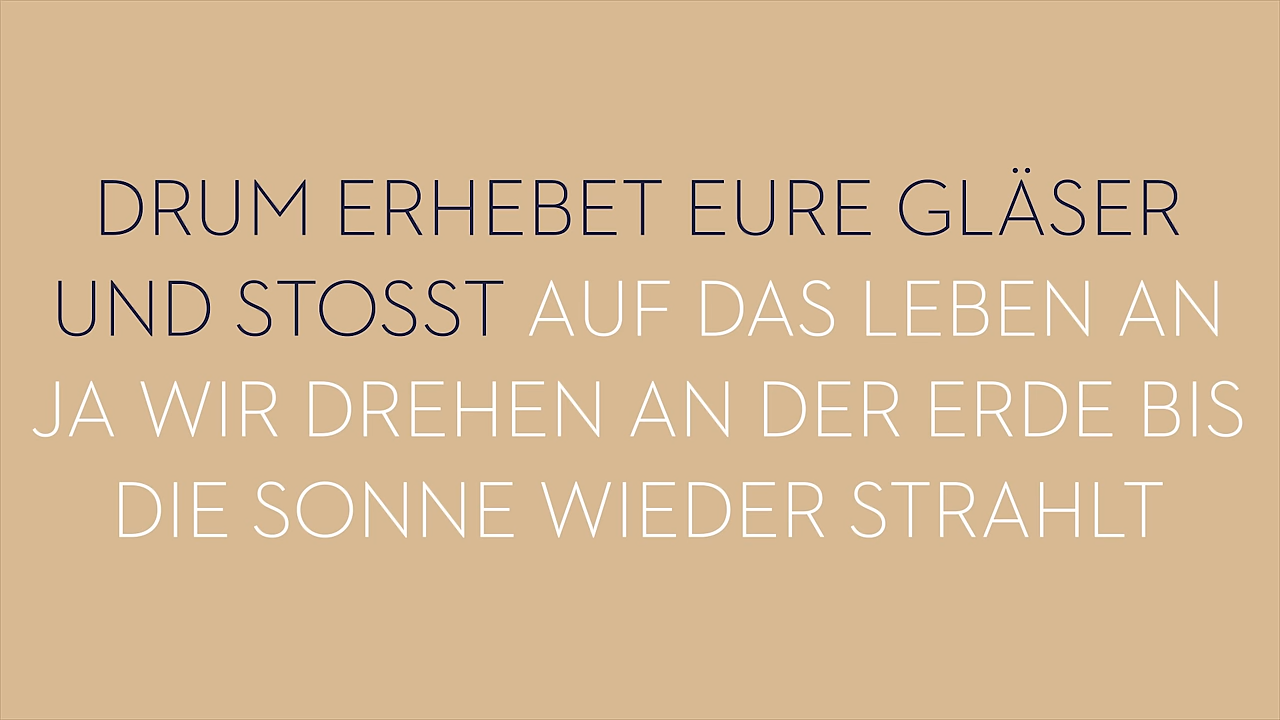 DRUM ERHEBET EURE GLÄSER
UND STOSST AUF DAS LEBEN AN
JA WIR DREHEN AN DER ERDE BIS
DIE SONNE WIEDER STRAHLT